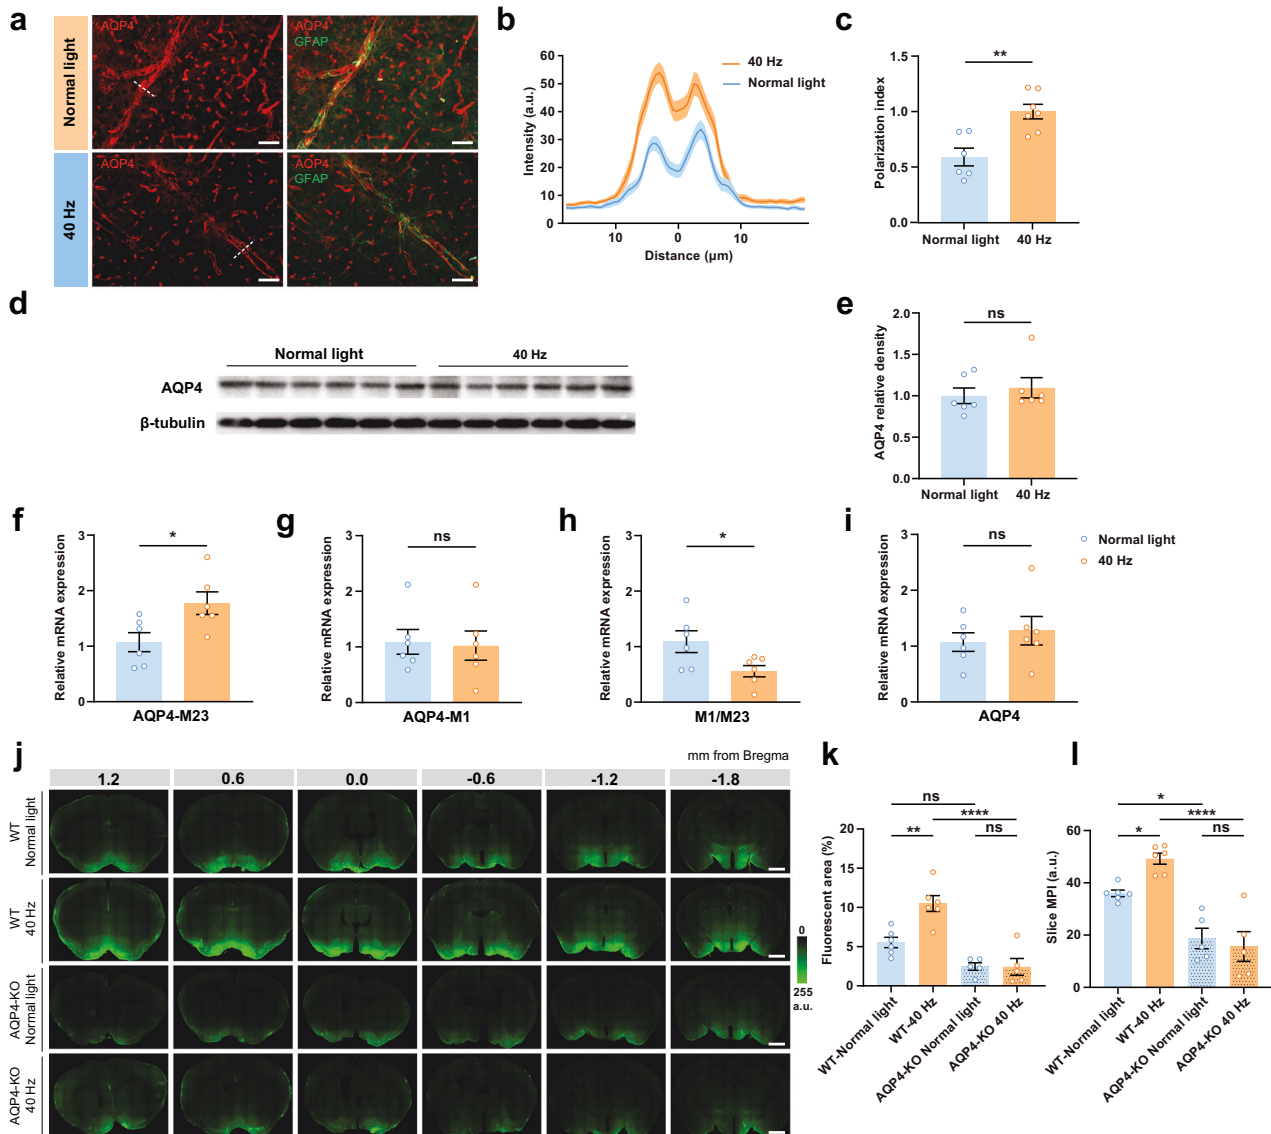 a
Normal light
AQP4
AQP4
GFAP
40 Hz
AQP4
AQP4
GFAP
b
60
50
40
30
20
10
0
Intensity (a.u.)
40 Hz
Normal light
10
0
10
Distance (µm)
c
1.5
1.0
0.5
0.0
Polarization index
**
Normal light
40 Hz
d
Normal light
40 Hz
AQP4
β-tubulin
e
2.0
1.5
1.0
0.5
0.0
AQP4 relative density
ns
Normal light
40 Hz
f
3
2
1
0
Relative mRNA expression
*
AQP4-M23
g
3
2
1
0
Relative mRNA expression
ns
AQP4-M1
h
3
2
1
0
Relative mRNA expression
*
M1/M23
i
3
2
1
0
Relative mRNA expression
ns
AQP4
Normal light
40 Hz
j
mm from Bregma
1.2
0.6
0.0
-0.6
-1.2
-1.8
WT
Normal light
WT
40 Hz
AQP4-KO
Normal light
AQP4-KO
40 Hz
0
255
a.u.
k
20
15
10
5
0
Fluorescent area (%)
ns
****
**
ns
WT-Normal light
WT-40 Hz
AQP4-KO Normal light
AQP4-KO 40 Hz
l
60
40
20
0
Slice MPI (a.u.)
*
****
*
ns
WT-Normal light
WT-40 Hz
AQP4-KO Normal light
AQP4-KO 40 Hz